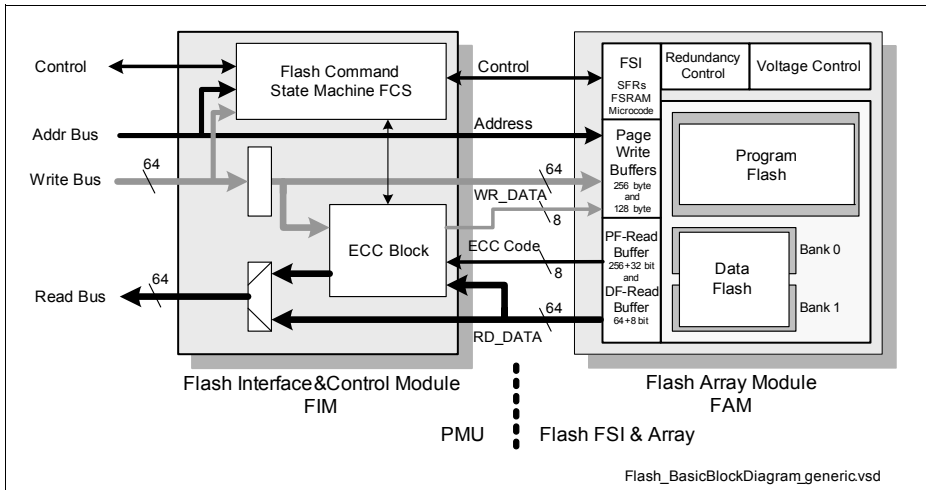 Control
Addr Bus
Write Bus
64
64
Read Bus
Flash Command
State Machine FCS
ECC Block
Control
Address
64
WR_DATA
8
ECC Code
8
64
RD_DATA
FSI
SFRs
FSRAM
Microcode
Page
Write
Buffers
256 byte
and
128 byte
PF-Read
Buffer
256+32 bit
and
DF-Read
Buffer
64+8 bit
Redundancy
Control
Voltage Control
Program
Flash
Data
Flash
Bank 0
Bank 1
Flash Interface&Control Module
FIM
Flash Array Module
FAM
PMU
Flash FSI & Array
Flash_BasicBlockDiagram_generic.vsd